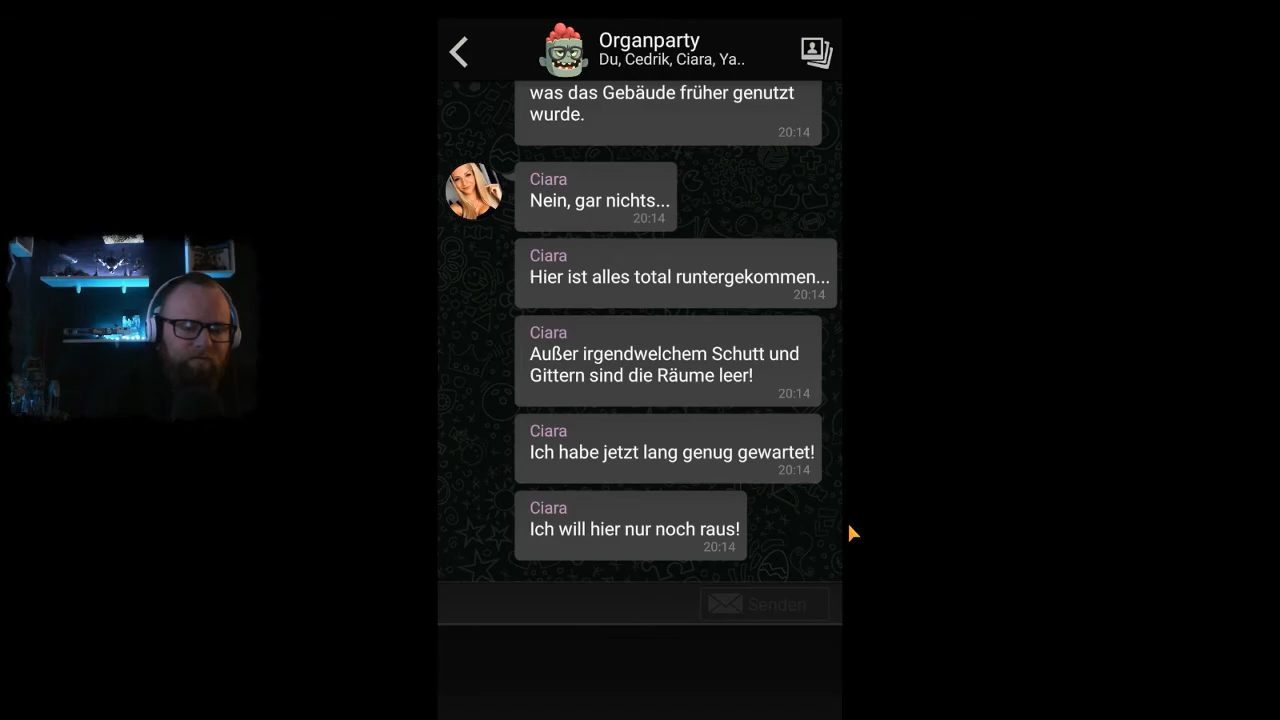 Organparty
Du, Cedrik, Ciara, Ya..
was das Gebäude früher genutzt
wurde.
20:14
Ciara
Nein, gar nichts...
20:14
Ciara
Hier ist alles total runtergekommen...
20:14
Ciara
Außer irgendwelchem Schutt und
Gittern sind die Räume leer!
20:14
Ciara
Ich habe jetzt lang genug gewartet!
20:14
Ciara
Ich will hier nur noch raus!
20:14
Senden